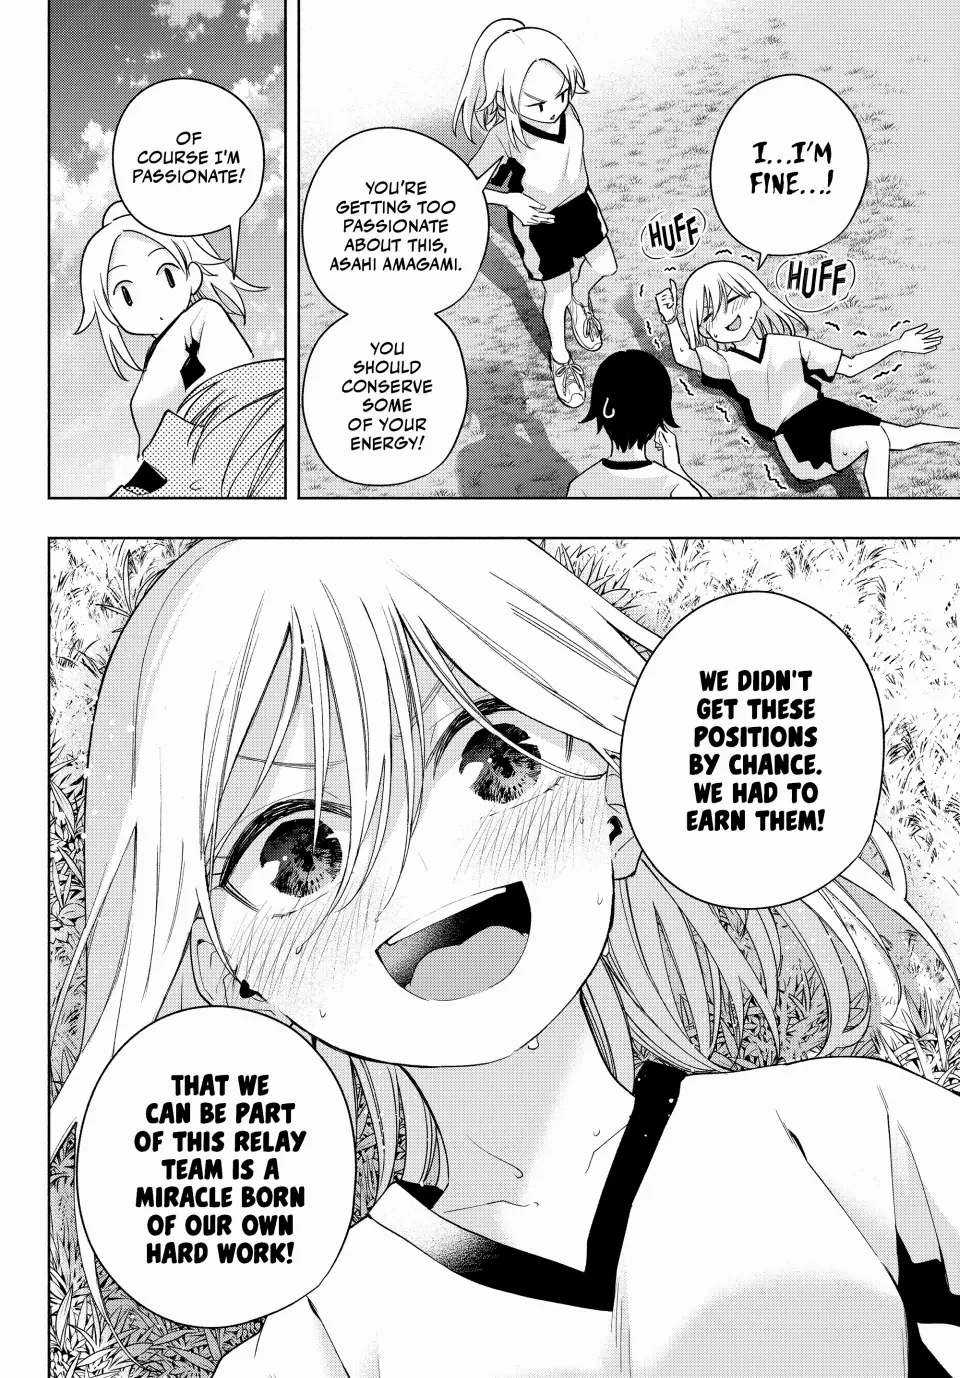 I...I'M
FINE...!
HUFF
HUFF
YOU'RE
GETTING TOO
PASSIONATE
ABOUT THIS,
ASAHI AMAGAMI.
YOU
SHOULD
CONSERVE
SOME
OF YOUR
ENERGY!
OF
COURSE I'M
PASSIONATE!
WE DIDN'T
GET THESE
POSITIONS
BY CHANCE.
WE HAD TO
EARN THEM!
THAT WE
CAN BE PART
OF THIS RELAY
TEAM IS A
MIRACLE BORN
OF OUR OWN
HARD WORK!